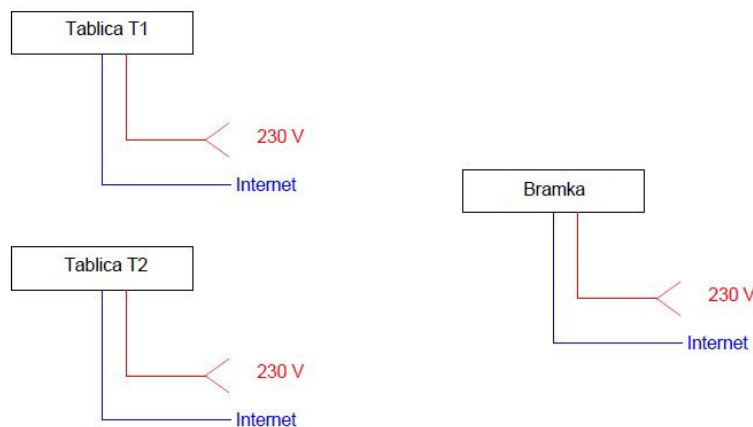 Tablica T1
230 V
Internet
Bramka
230 V
Internet
Tablica T2
230 V
Internet